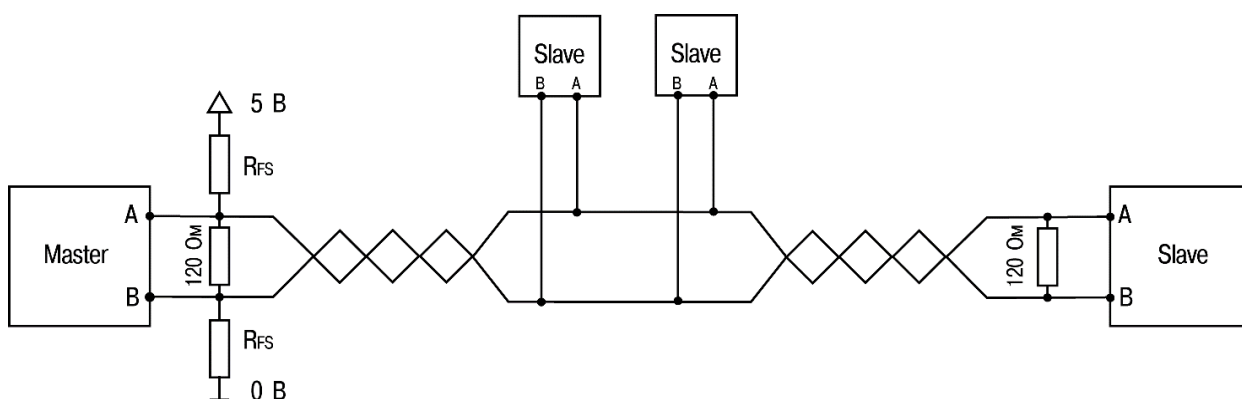 Slave
B A
Slave
B A
5 В
RFS
A
Master
120 Ом
B
RFS
0 В
A
120 Ом
Slave
B